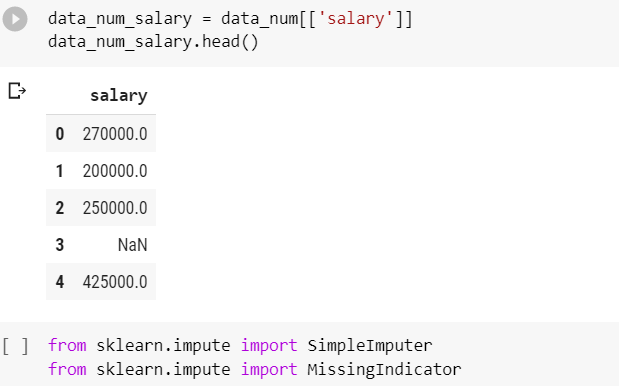 data_num_salary = data_num[['salary']]
data_num_salary.head()
salary
0 270000.0
1 200000.0
2 250000.0
3 NaN
4 425000.0
[ ] from sklearn.impute import SimpleImputer
from sklearn.impute import MissingIndicator